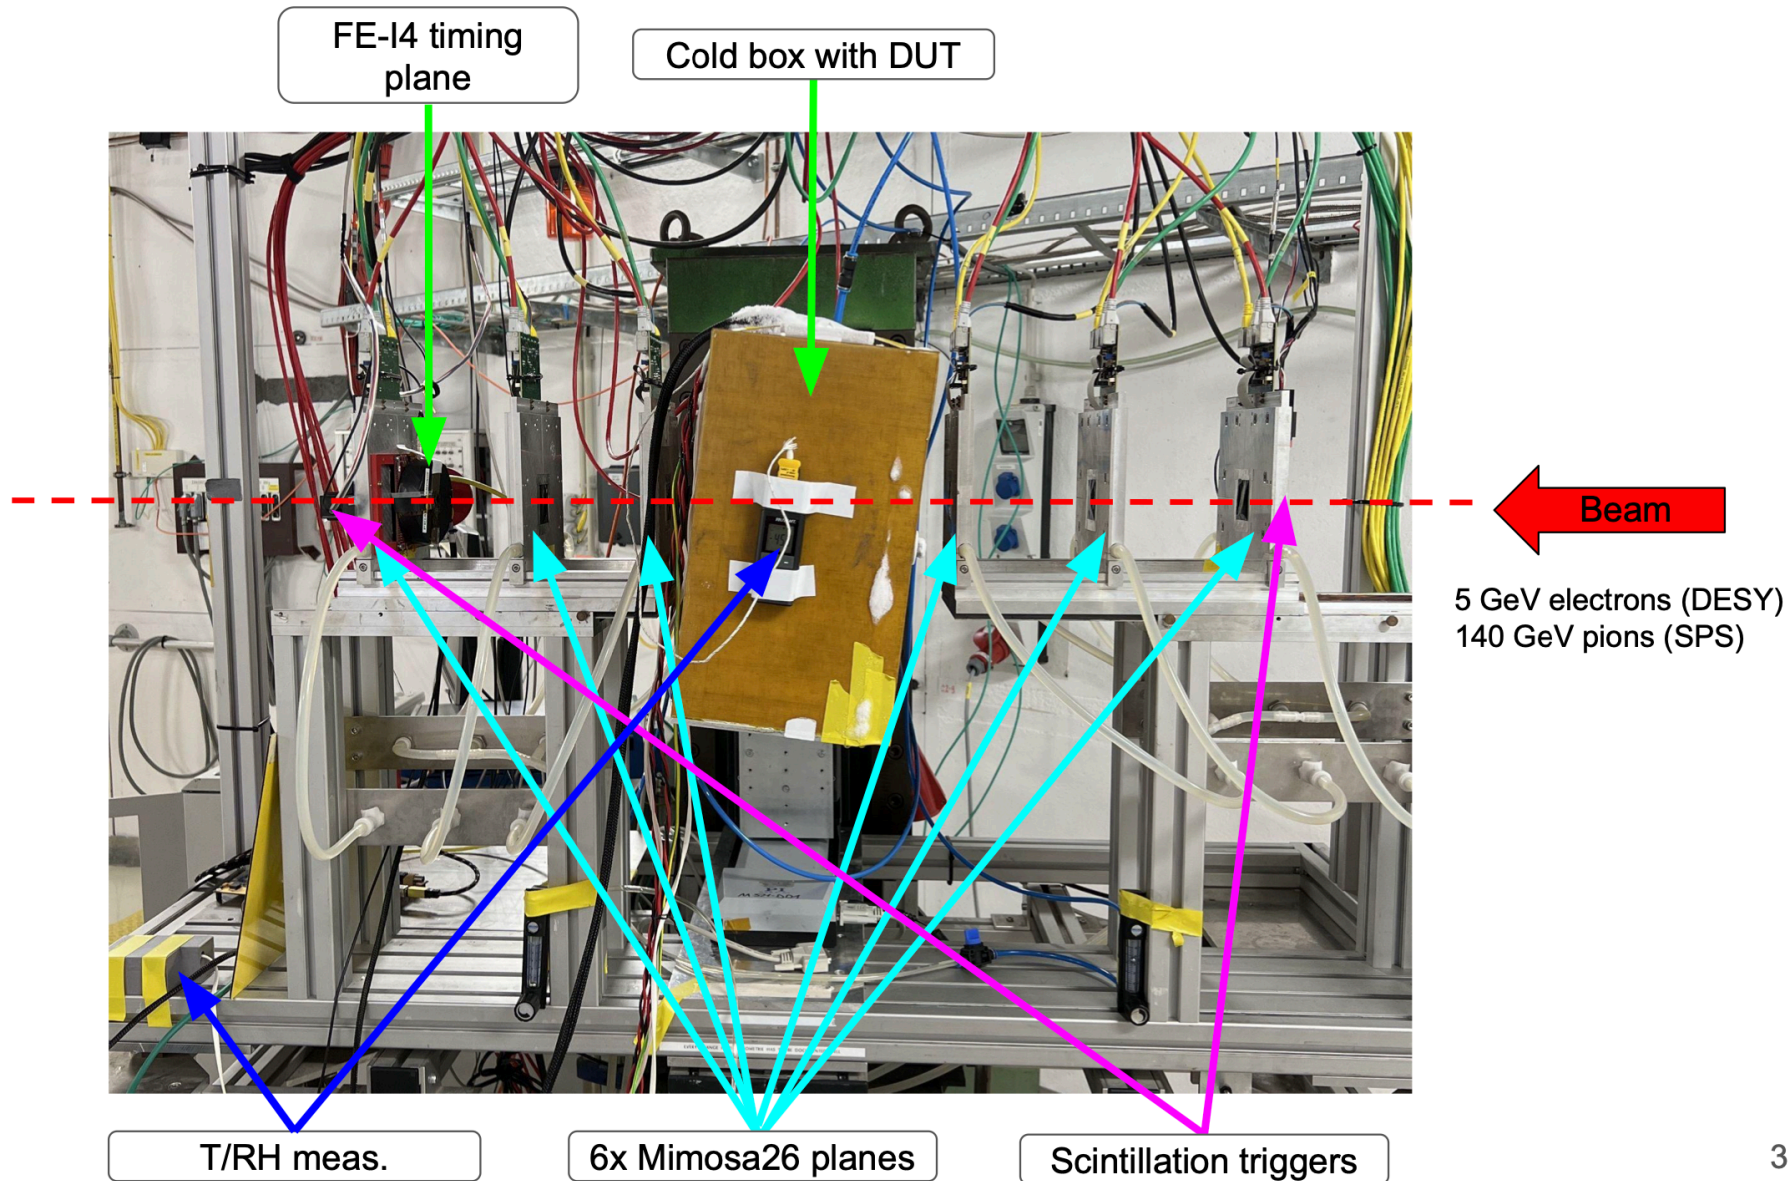 FE-I4 timing
plane
Cold box with DUT
Beam
5 GeV electrons (DESY)
140 GeV pions (SPS)
T/RH meas.
6x Mimosa26 planes
Scintillation triggers
3